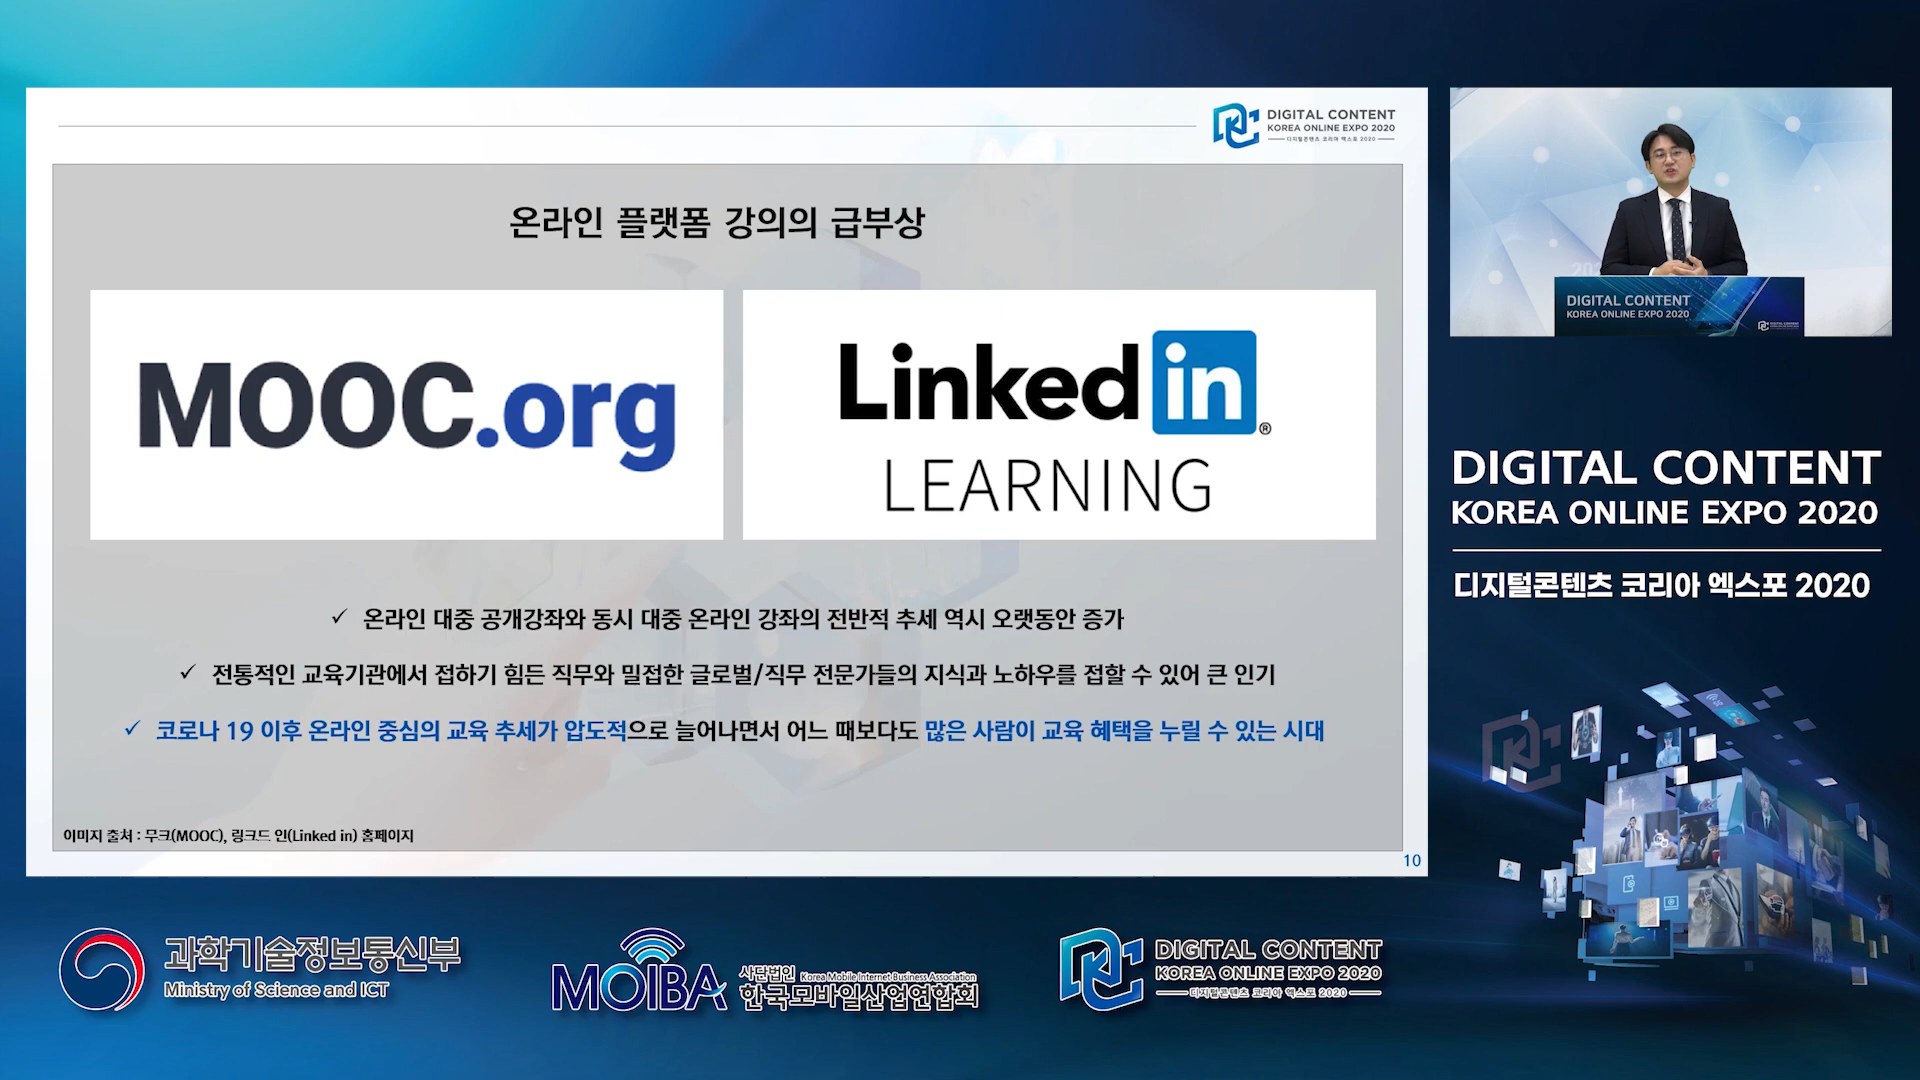 DIGITAL CONTENT
KOREA ONLINE EXPO 2020
디지털콘텐츠 코리아 엑스포 2020
온라인 플랫폼 강의의 급부상
MOOC.org
Linked in®
LEARNING
✓ 온라인 대중 공개강좌와 동시 대중 온라인 강좌의 전반적 추세 역시 오랫동안 증가
✓ 전통적인 교육기관에서 접하기 힘든 직무와 밀접한 글로벌/직무 전문가들의 지식과 노하우를 접할 수 있어 큰 인기
✓ 코로나 19 이후 온라인 중심의 교육 추세가 압도적으로 늘어나면서 어느 때보다도 많은 사람이 교육 혜택을 누릴 수 있는 시대
이미지 출처 : 무크(MOOC), 링크드 인(Linked in) 홈페이지
10
DIGITAL CONTENT
KOREA ONLINE EXPO 2020
DIGITAL CONTENT
KOREA ONLINE EXPO 2020
디지털콘텐츠 코리아 엑스포 2020
과학기술정보통신부
Ministry of Science and ICT
MOIBA
사단법인 Korea Mobile Internet Business Association
한국모바일산업연합회
DIGITAL CONTENT
KOREA ONLINE EXPO 2020
디지털콘텐츠 코리아 엑스포 2020